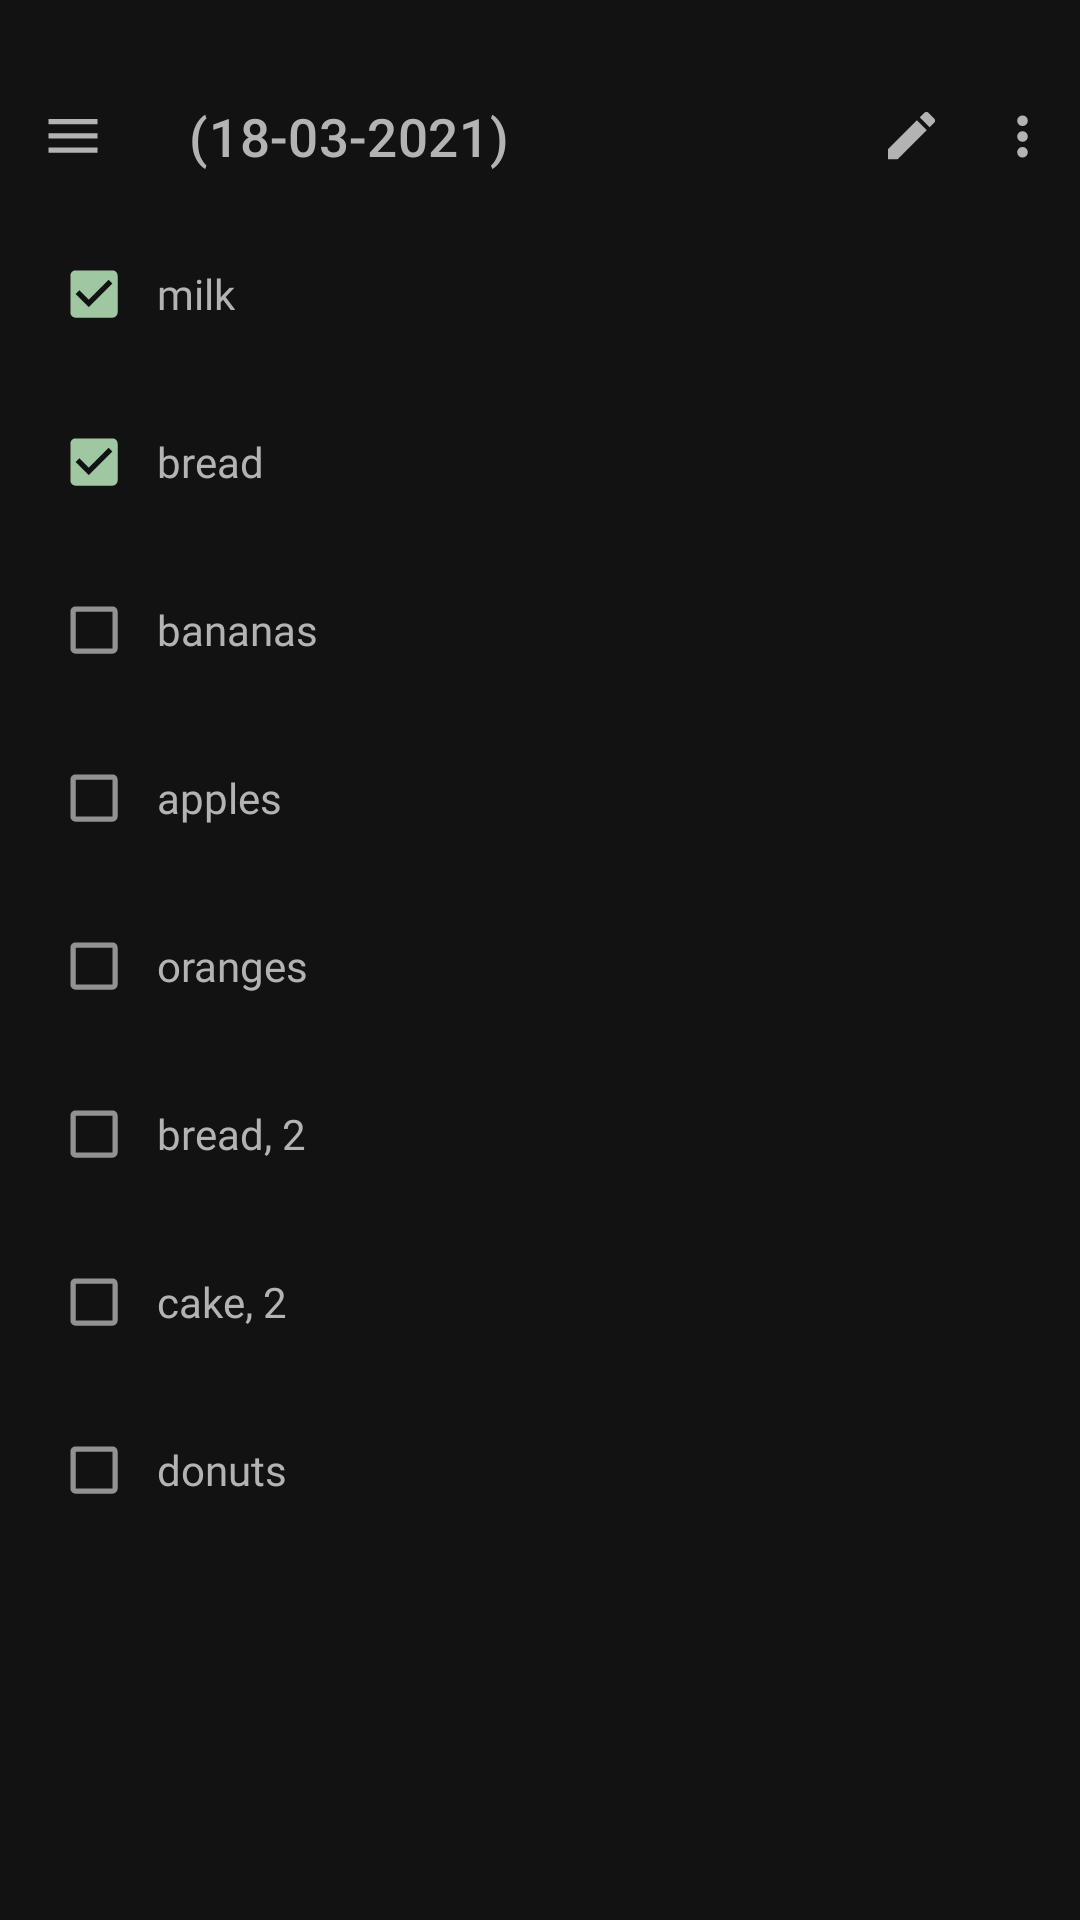 (18-03-2021)
milk
bread
bananas
apples
oranges
bread, 2
cake, 2
donuts